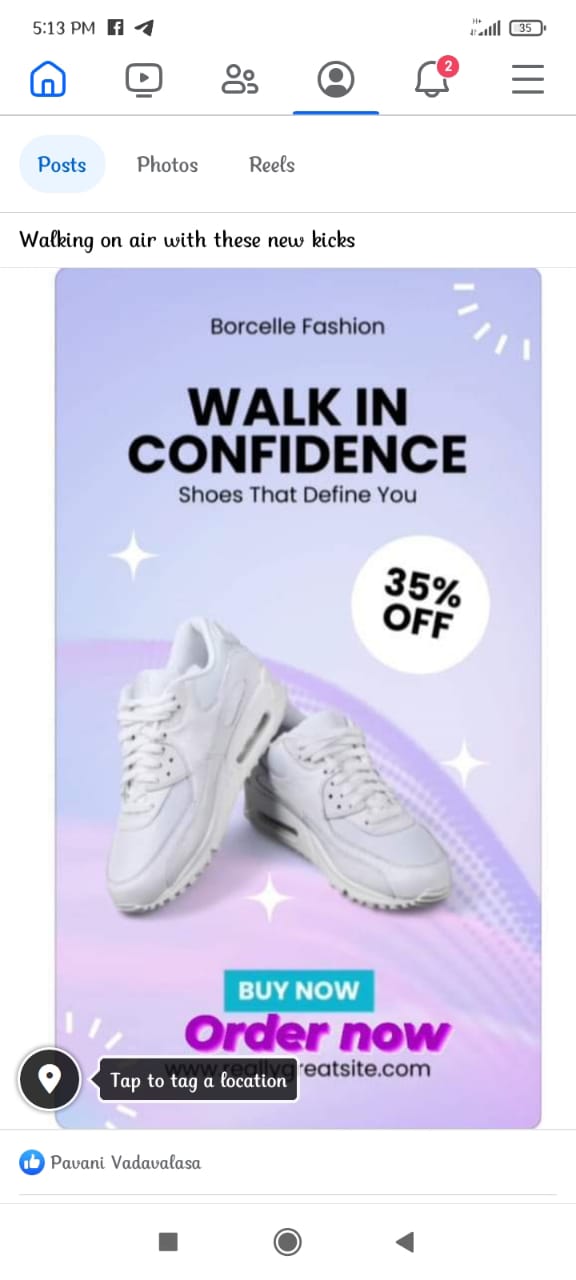 5:13 PM
H+
35
2
Posts Photos Reels
Walking on air with these new kicks
Borcelle Fashion
WALK IN
CONFIDENCE
Shoes That Define You
35%
OFF
BUY NOW
Order now
www.reallygreatsite.com
Tap to tag a location
Pavani Vadavalasa